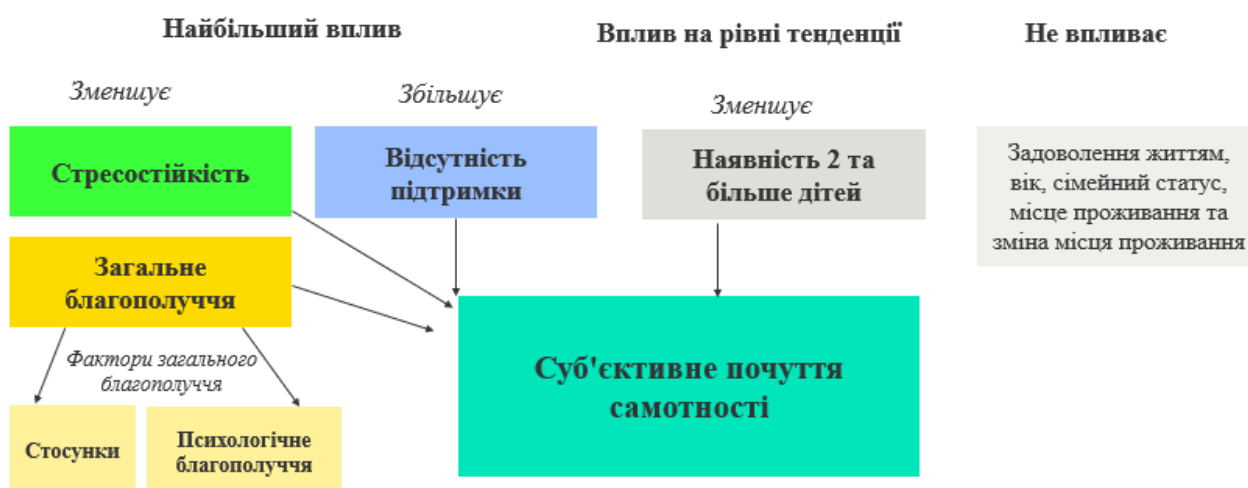 Найбільший вплив
Вплив на рівні тенденції
Не впливає
Зменшує
Збільшує
Зменшує
Стресостійкість
Відсутність
підтримки
Наявність 2 та
більше дітей
Задоволення життям,
вік, сімейний статус,
місце проживання та
зміна місця проживання
Загальне
благополуччя
Фактори загального
благополуччя
Стосунки
Психологічне
благополуччя
Суб'єктивне почуття
самотності